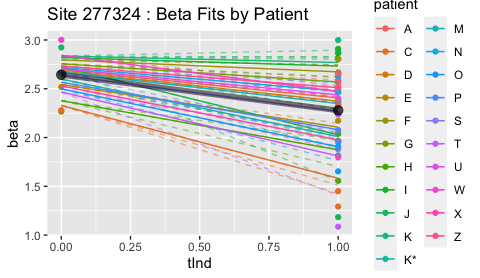 Site 277324 : Beta Fits by Patient
beta
3.0
2.5
2.0
1.5
1.0
0.00 0.25 0.50 0.75 1.00
tInd
patient
A M
C N
D O
E P
F S
G T
H U
I W
J X
K Z
K*